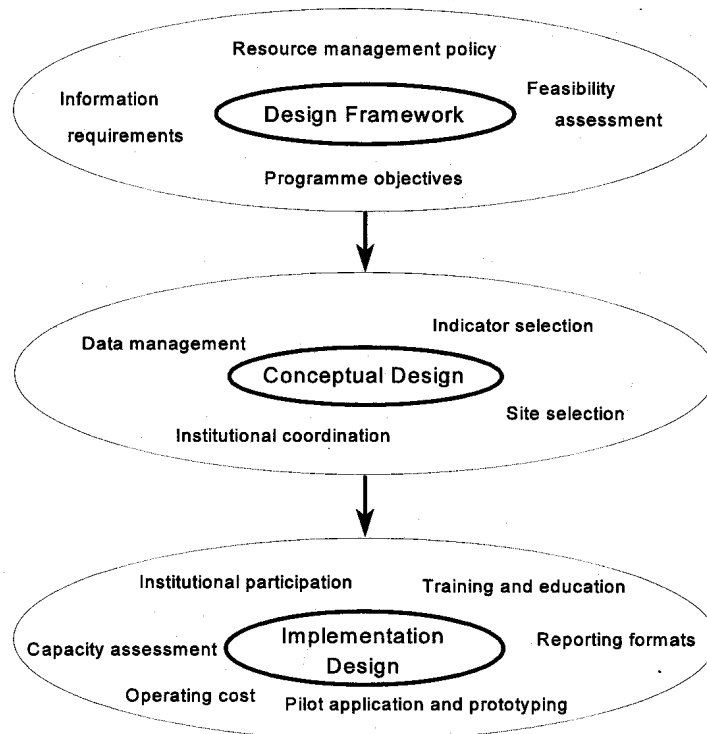 Resource management policy
Information
requirements
Design Framework
Feasibility
assessment
Programme objectives
Indicator selection
Data management
Conceptual Design
Site selection
Institutional coordination
Institutional participation
Training and education
Capacity assessment
Implementation
Design
Reporting formats
Operating cost
Pilot application and prototyping